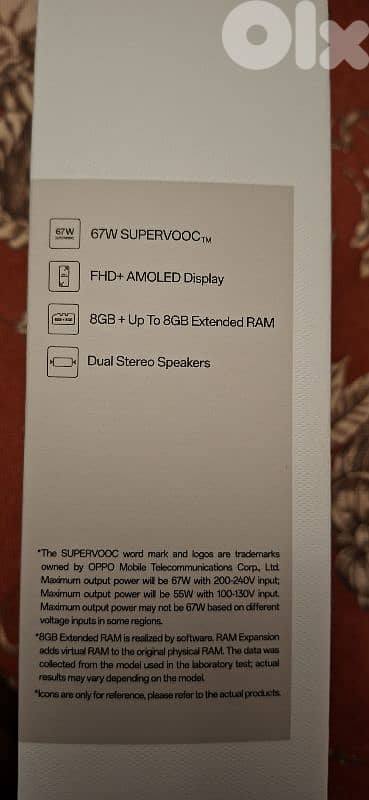 olx
67W
67W SUPERVOOC™
FHD+ AMOLED Display
8GB + Up To 8GB Extended RAM
Dual Stereo Speakers
*The SUPERVOOC word mark and logos are trademarks
owned by OPPO Mobile Telecommunications Corp., Ltd.
Maximum output power will be 67W with 200-240V input;
Maximum output power will be 55W with 100-130V input.
Maximum output power may not be 67W based on different
voltage inputs in some regions.
*8GB Extended RAM is realized by software. RAM Expansion
adds virtual RAM to the original physical RAM. The data was
collected from the model used in the laboratory test; actual
results may vary depending on the model.
*Icons are only for reference, please refer to the actual products.